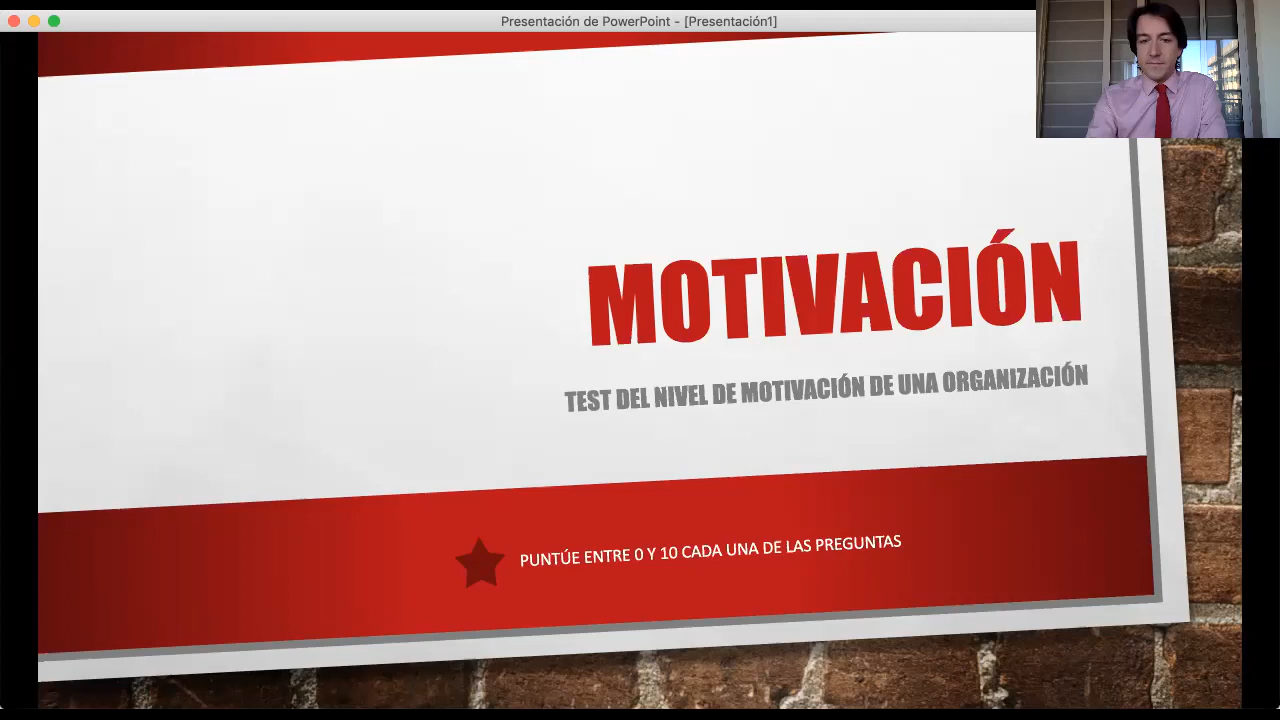 Presentación de PowerPoint - [Presentación1]
MOTIVACIÓN
TEST DEL NIVEL DE MOTIVACIÓN DE UNA ORGANIZACIÓN
PUNTÚE ENTRE 0 Y 10 CADA UNA DE LAS PREGUNTAS